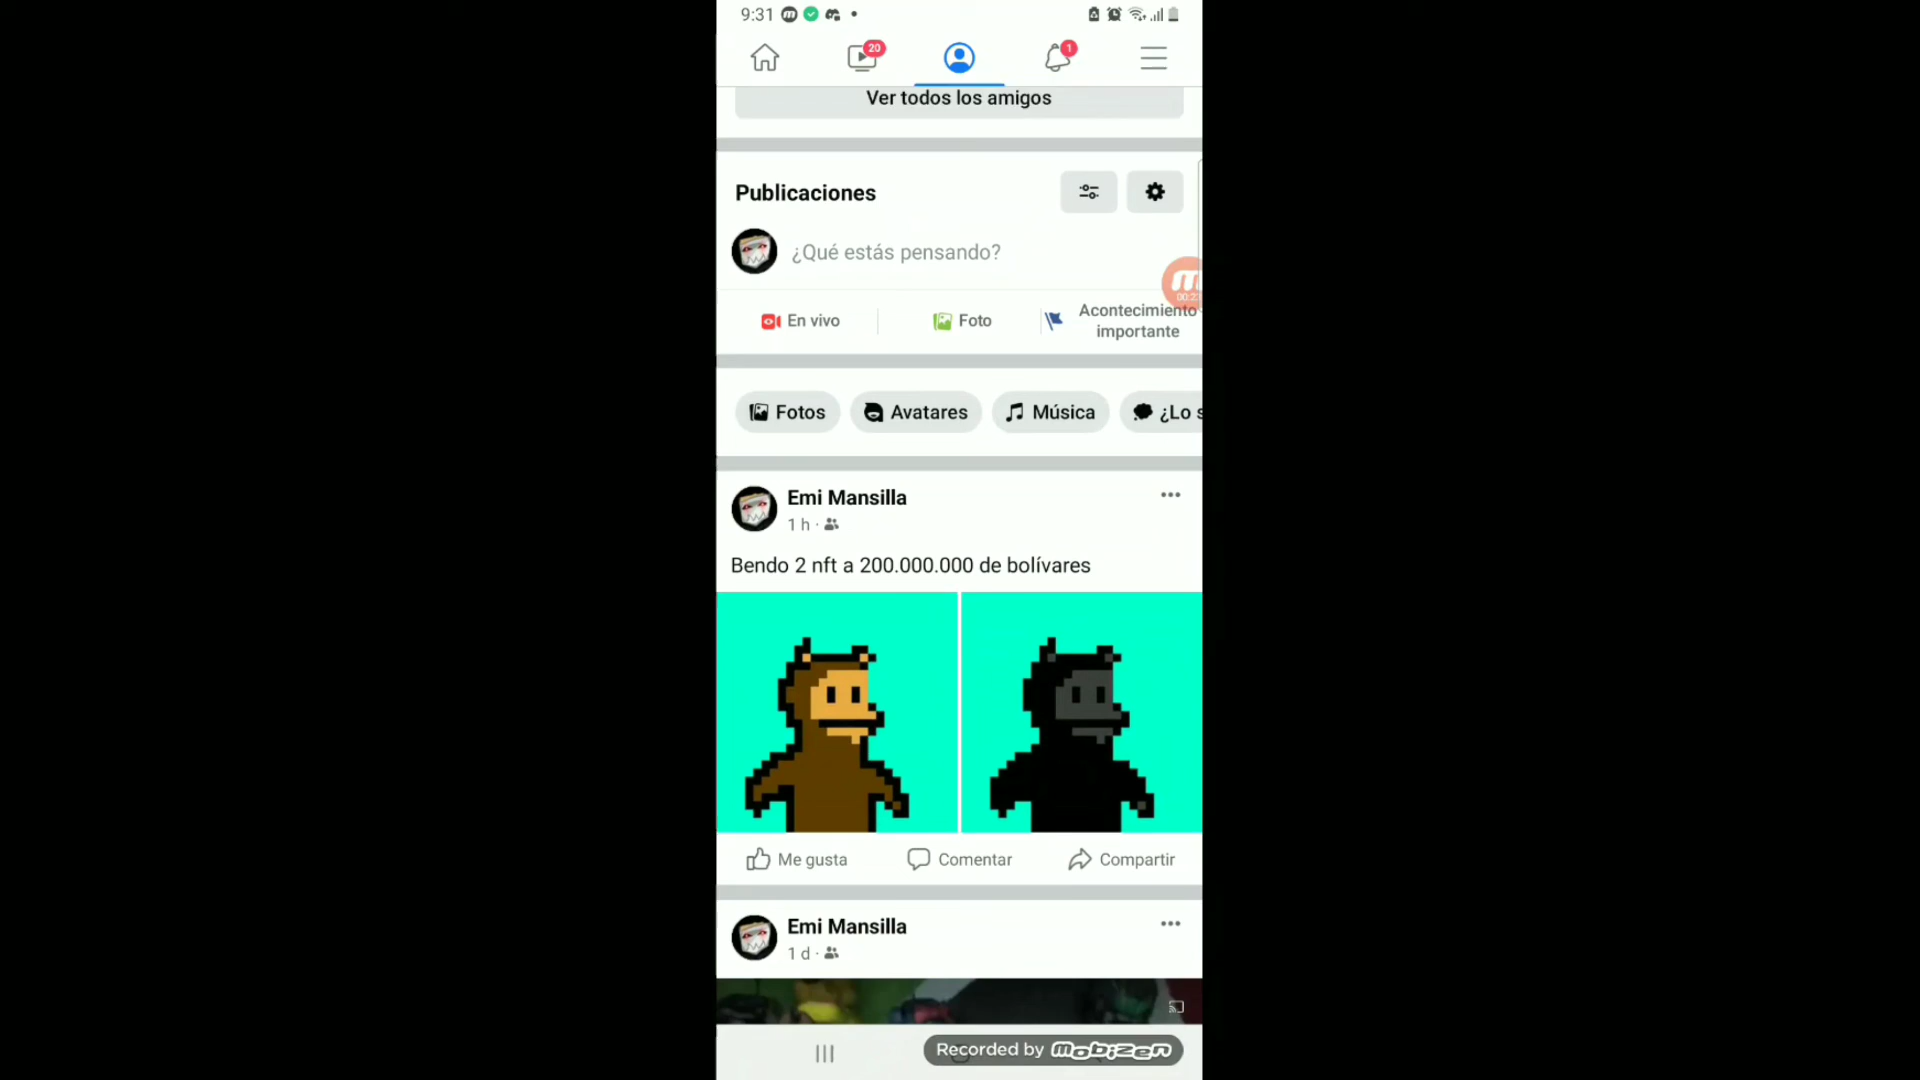 9:31
20
1
Ver todos los amigos
Publicaciones
¿Qué estás pensando?
En vivo
Foto
Acontecimiento
importante
Fotos
Avatares
Música
¿Lo s
Emi Mansilla
1 h ·
Bendo 2 nft a 200.000.000 de bolívares
Me gusta
Comentar
Compartir
Emi Mansilla
1 d ·
Recorded by mobizen